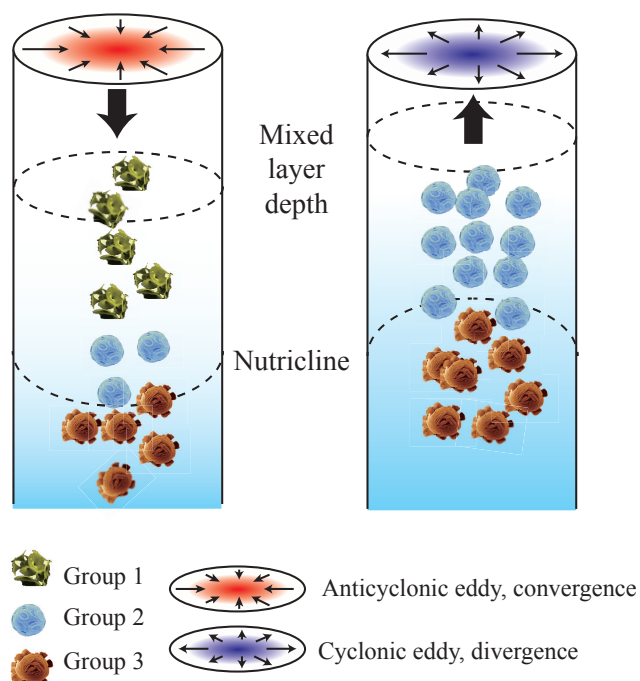 Mixed
layer
depth
Nutricline
Group 1
Group 2
Group 3
Anticyclonic eddy, convergence
Cyclonic eddy, divergence